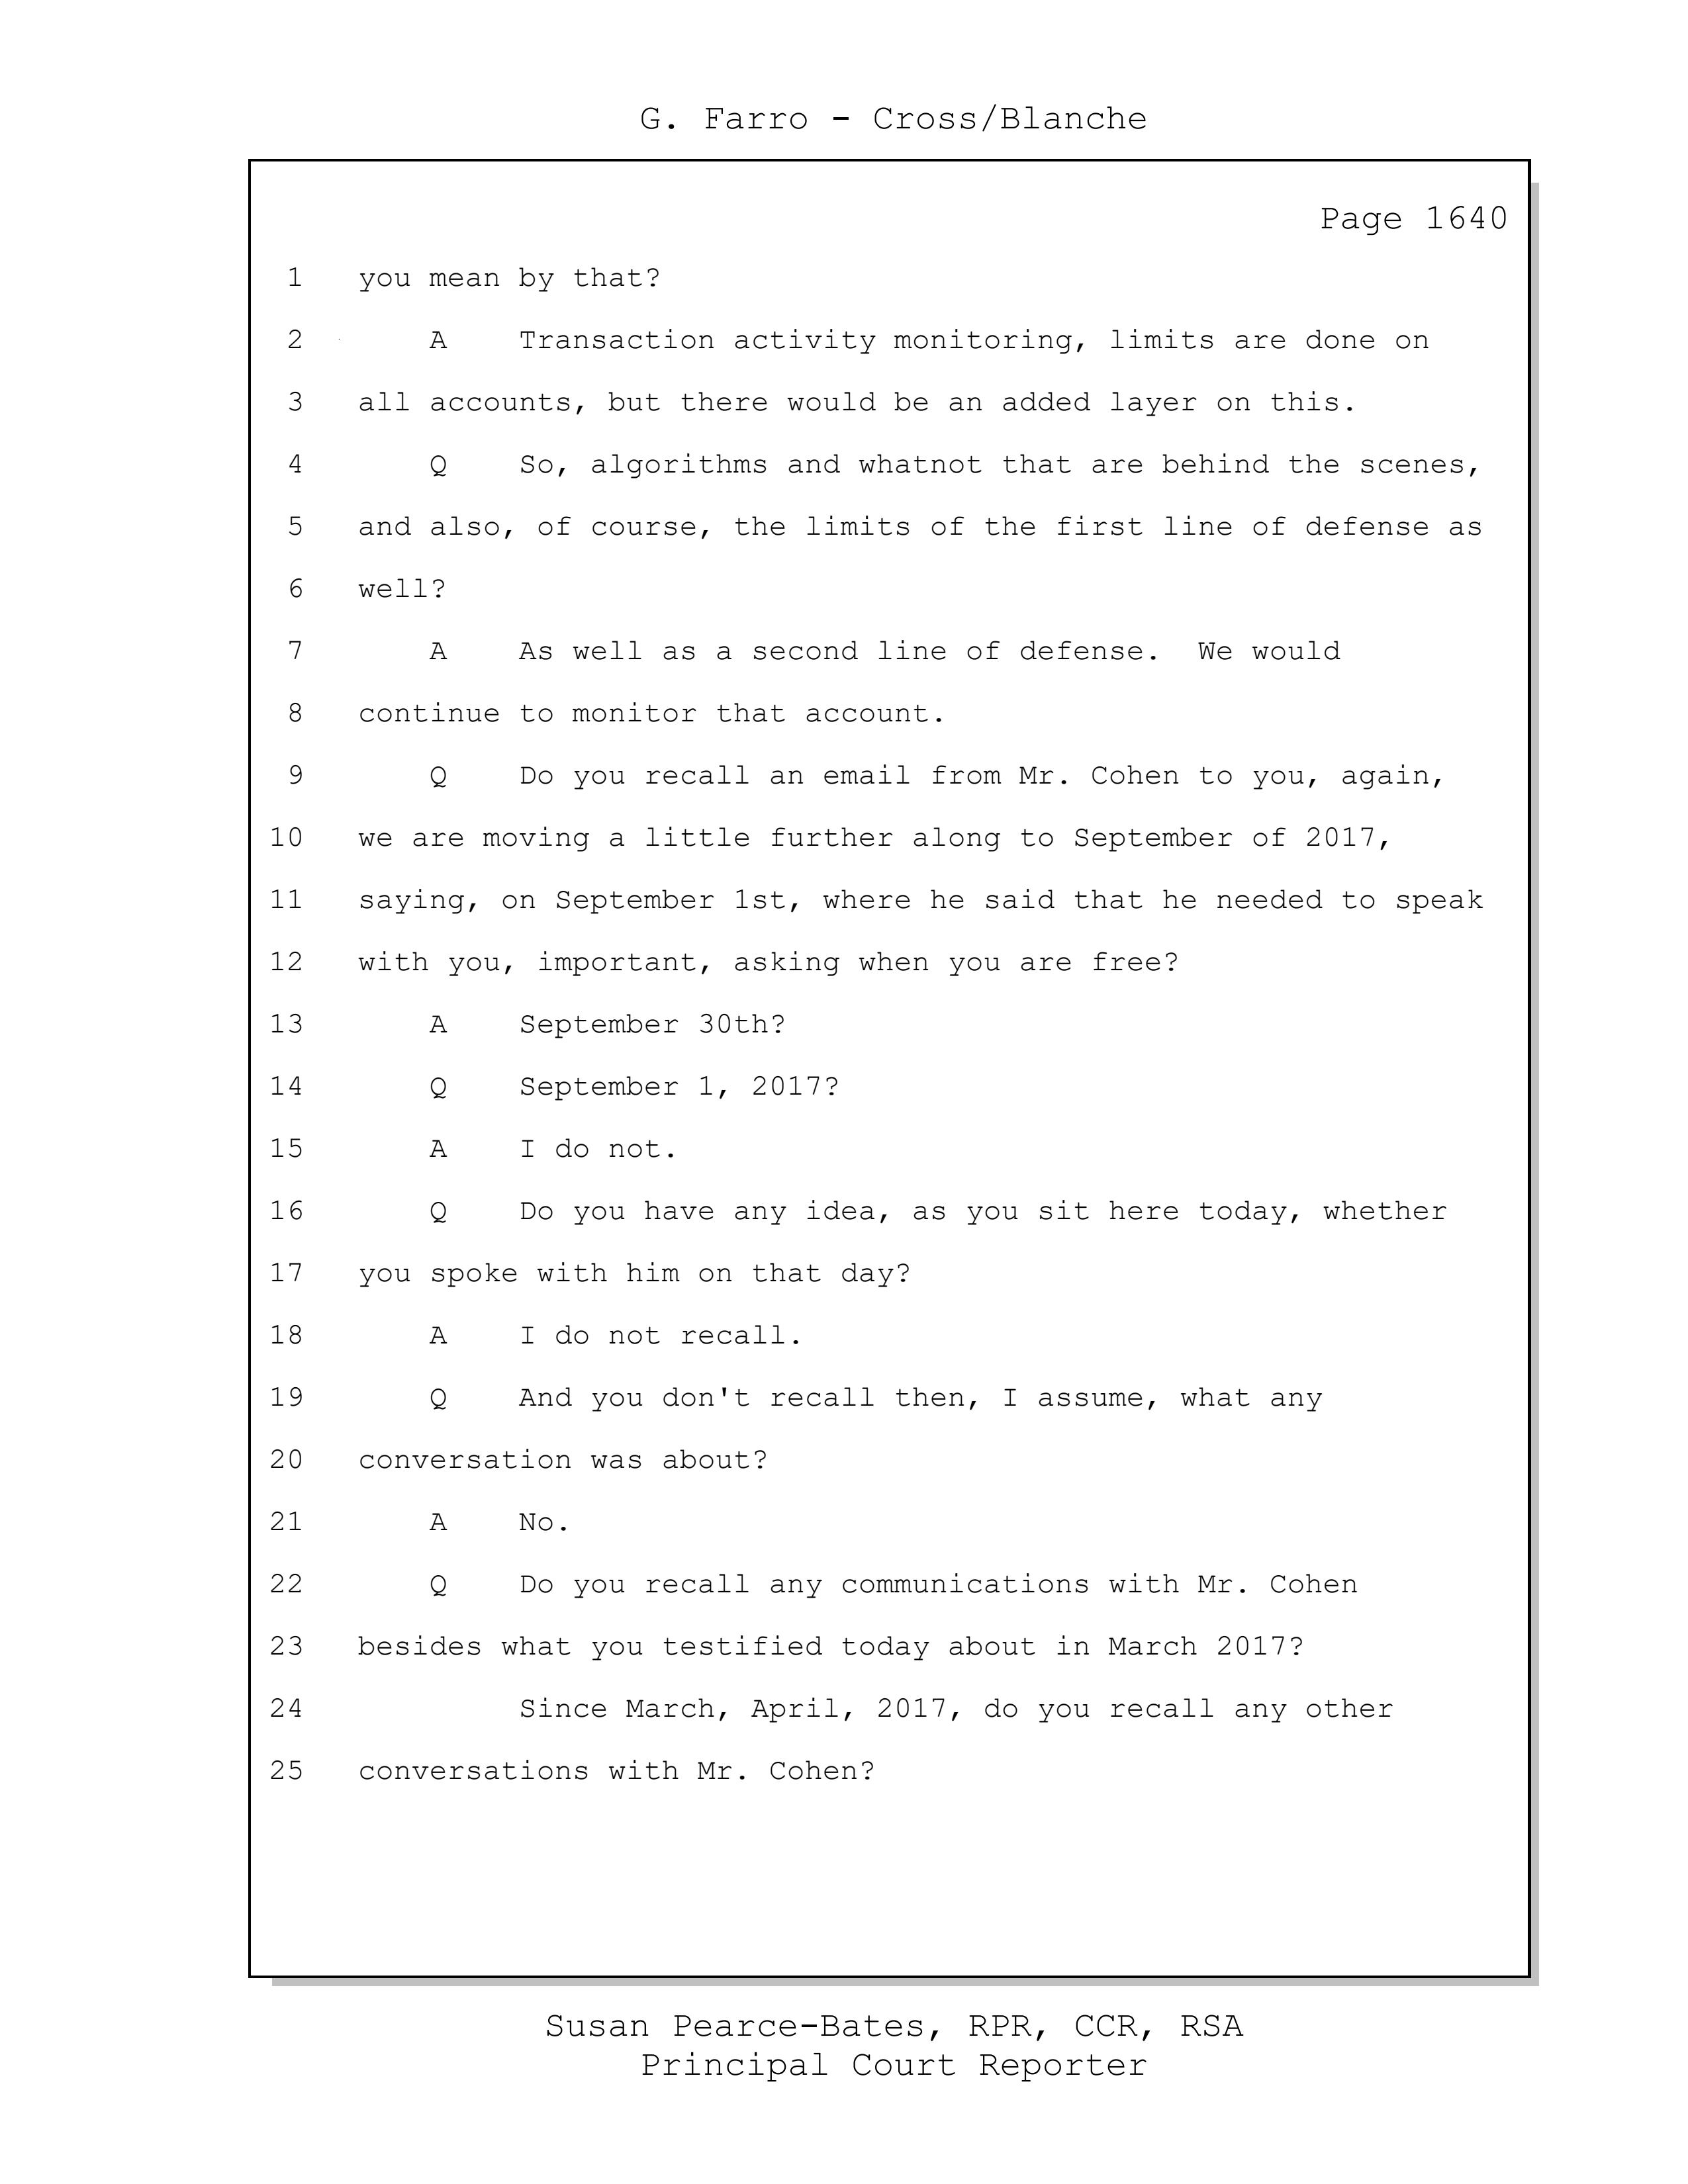 G. Farro - Cross/Blanche
Page 1640
1 you mean by that?
2 A Transaction activity monitoring, limits are done on
3 all accounts, but there would be an added layer on this.
4 Q So, algorithms and whatnot that are behind the scenes,
5 and also, of course, the limits of the first line of defense as
6 well?
7 A As well as a second line of defense. We would
8 continue to monitor that account.
9 Q Do you recall an email from Mr. Cohen to you, again,
10 we are moving a little further along to September of 2017,
11 saying, on September 1st, where he said that he needed to speak
12 with you, important, asking when you are free?
13 A September 30th?
14 Q September 1, 2017?
15 A I do not.
16 Q Do you have any idea, as you sit here today, whether
17 you spoke with him on that day?
18 A I do not recall.
19 Q And you don't recall then, I assume, what any
20 conversation was about?
21 A No.
22 Q Do you recall any communications with Mr. Cohen
23 besides what you testified today about in March 2017?
24 Since March, April, 2017, do you recall any other
25 conversations with Mr. Cohen?
Susan Pearce-Bates, RPR, CCR, RSA
Principal Court Reporter